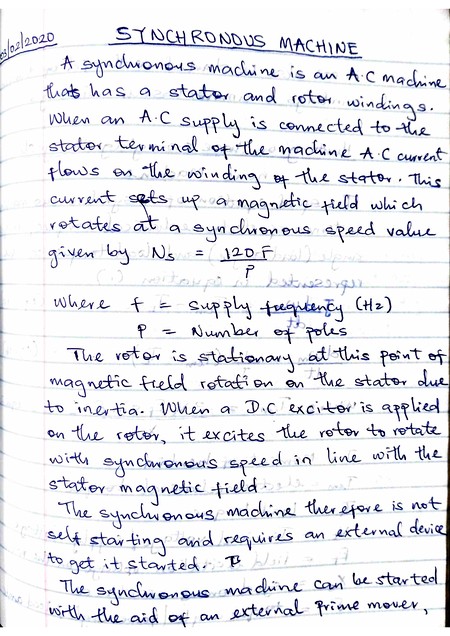 03/02/2020
SYNCHRONOUS MACHINE
A synchronous machine is an A.C machine
that has a stator and rotor windings.
When an A.C supply is connected to the
stator terminal of the machine A.C current
flows on the winding of the stator. This
current sets up a magnetic field which
rotates at a synchronous speed value
given by Ns = 120F
P
Where f = supply frequency (Hz)
P = Number of poles
The rotor is stationary at this point of
magnetic field rotation on the stator due
to inertia. When a D.C excitor is applied
on the rotor, it excites the rotor to rotate
with synchronous speed in line with the
stator magnetic field.
The synchronous machine therefore is not
self starting and requires an external device
to get it started.
The synchronous machine can be started
with the aid of an external prime mover,